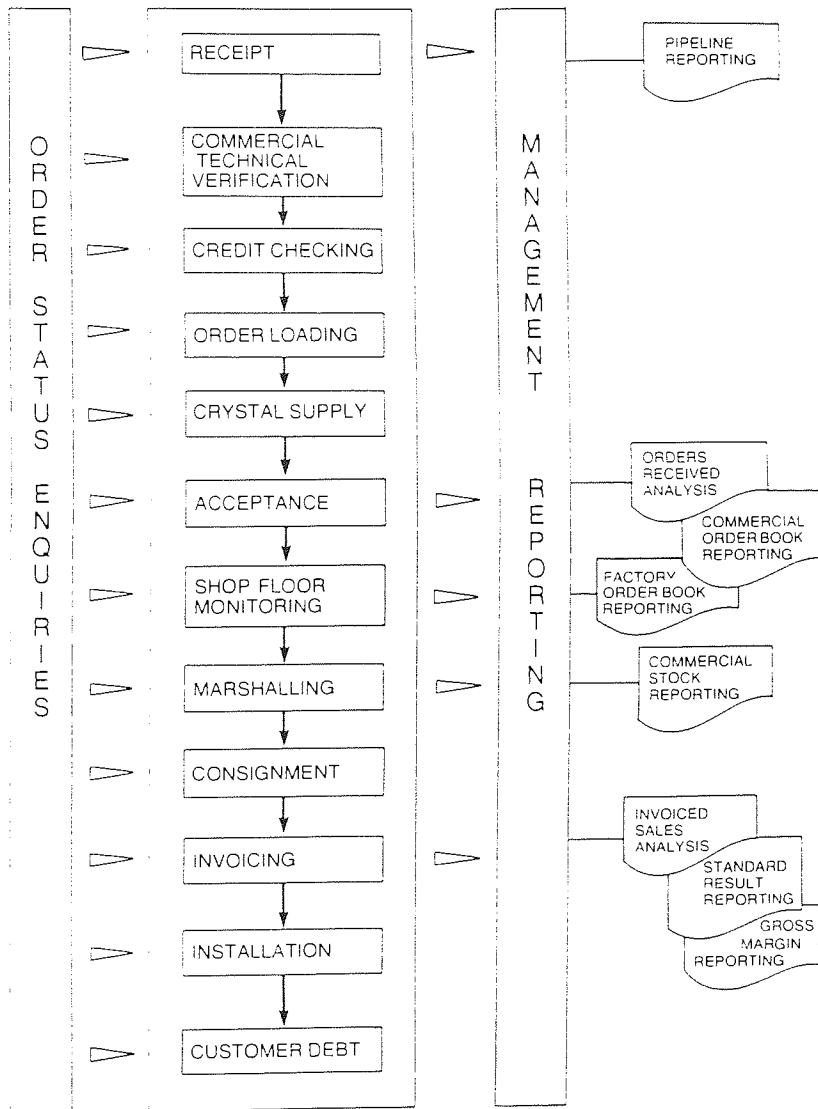 ORDER STATUS ENQUIRIES
RECEIPT
COMMERCIAL
TECHNICAL
VERIFICATION
CREDIT CHECKING
ORDER LOADING
CRYSTAL SUPPLY
ACCEPTANCE
SHOP FLOOR
MONITORING
MARSHALLING
CONSIGNMENT
INVOICING
INSTALLATION
CUSTOMER DEBT
MANAGEMENT REPORTING
PIPELINE
REPORTING
ORDERS
RECEIVED
ANALYSIS
COMMERCIAL
ORDER BOOK
REPORTING
FACTORY
ORDER BOOK
REPORTING
COMMERCIAL
STOCK
REPORTING
INVOICED
SALES
ANALYSIS
STANDARD
RESULT
REPORTING
GROSS
MARGIN
REPORTING